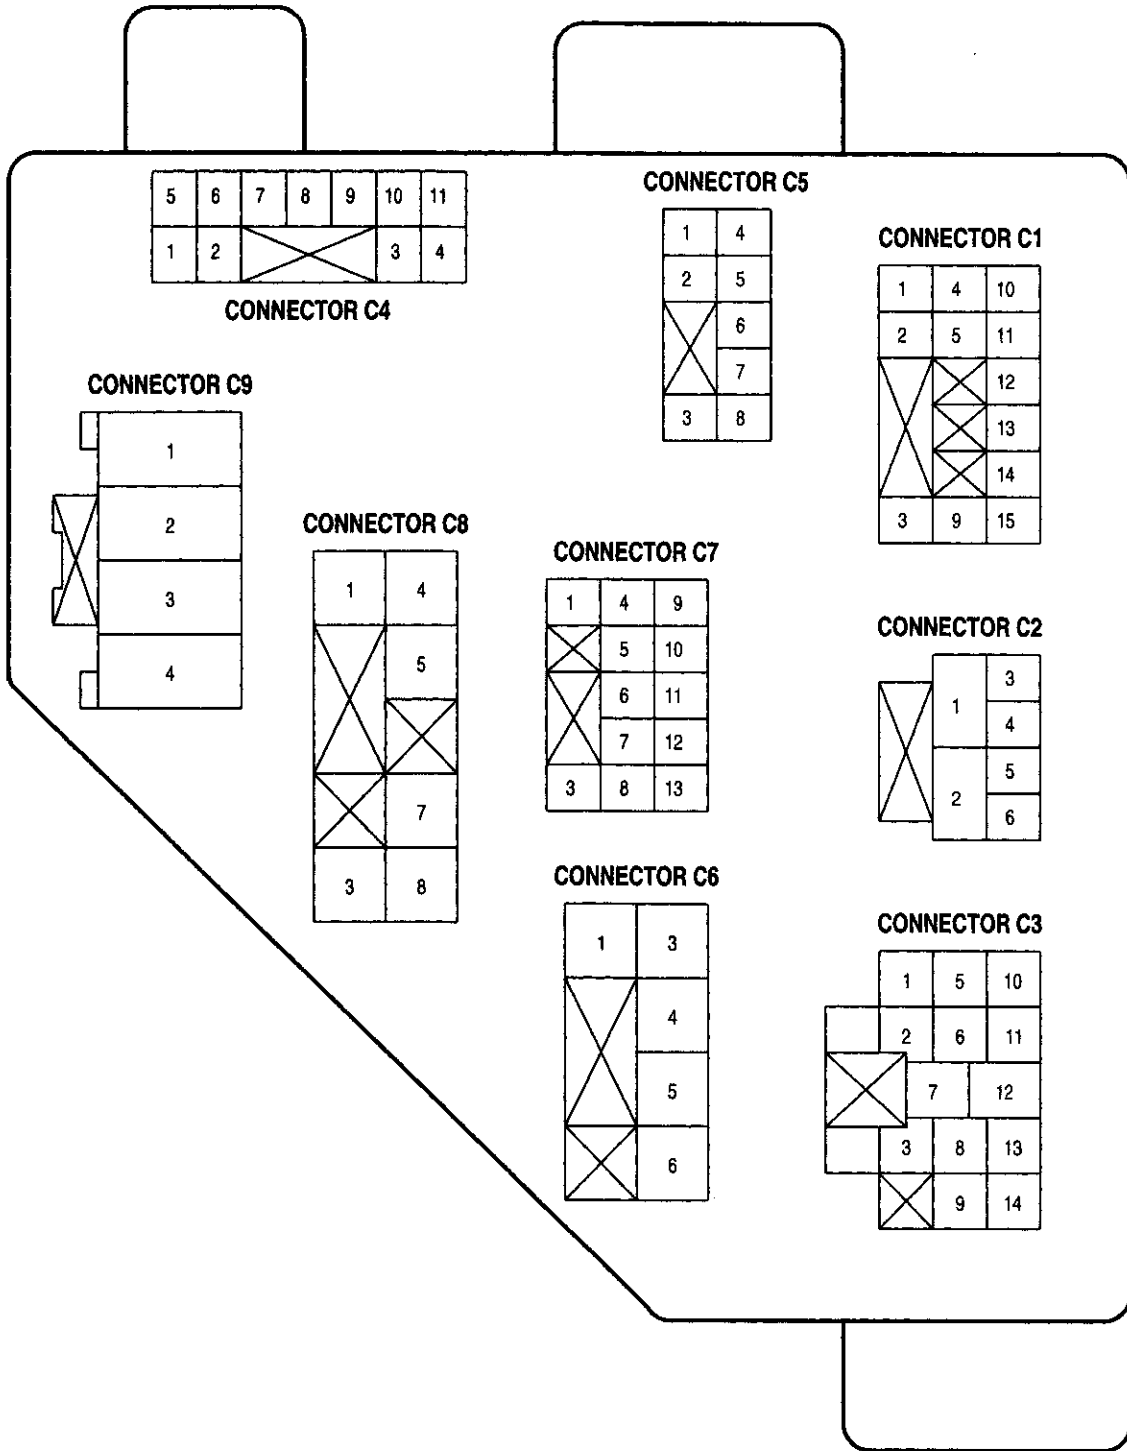 5 6 7 8 9 10 11
1 2 3 4
CONNECTOR C4
CONNECTOR C5
1 4
2 5
6
7
3 8
CONNECTOR C1
1 4 10
2 5 11
12
13
14
3 9 15
CONNECTOR C9
1
2
3
4
CONNECTOR C8
1 4
5
7
3 8
CONNECTOR C7
1 4 9
5 10
6 11
7 12
3 8 13
CONNECTOR C2
1
2
3
4
5
6
CONNECTOR C6
1 3
4
5
6
CONNECTOR C3
1 5 10
2 6 11
7 12
3 8 13
9 14